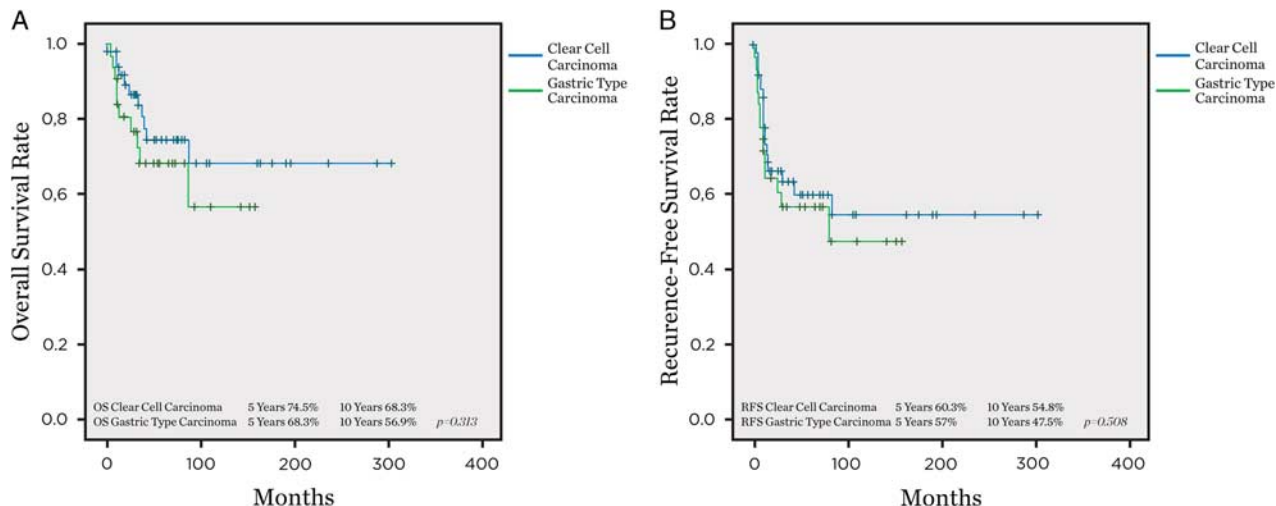 A
Overall Survival Rate
1.0
0.8
0.6
0.4
0.2
0.0
Clear Cell
Carcinoma
Gastric Type
Carcinoma
OS Clear Cell Carcinoma 5 Years 74.5% 10 Years 68.3%
OS Gastric Type Carcinoma 5 Years 68.3% 10 Years 56.9% p=0.313
0 100 200 300 400
Months
B
Recurence-Free Survival Rate
1.0
0.8
0.6
0.4
0.2
0.0
Clear Cell
Carcinoma
Gastric Type
Carcinoma
RFS Clear Cell Carcinoma 5 Years 60.3% 10 Years 54.8%
RFS Gastric Type Carcinoma 5 Years 57% 10 Years 47.5% p=0.508
0 100 200 300 400
Months